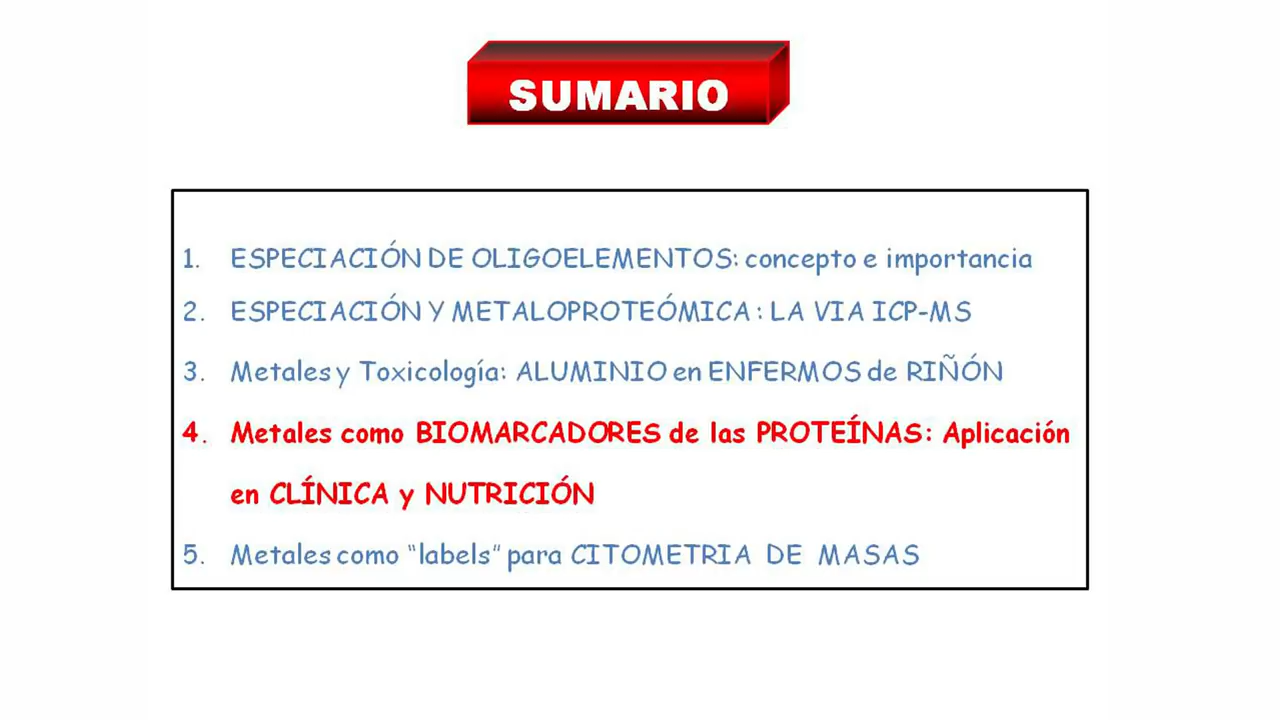 SUMARIO
1. ESPECIACIÓN DE OLIGOELEMENTOS: concepto e importancia
2. ESPECIACIÓN Y METALOPROTEÓMICA : LA VIA ICP-MS
3. Metales y Toxicología: ALUMINIO en ENFERMOS de RIÑÓN
4. Metales como BIOMARCADORES de las PROTEÍNAS: Aplicación
en CLÍNICA y NUTRICIÓN
5. Metales como “labels” para CITOMETRIA DE MASAS